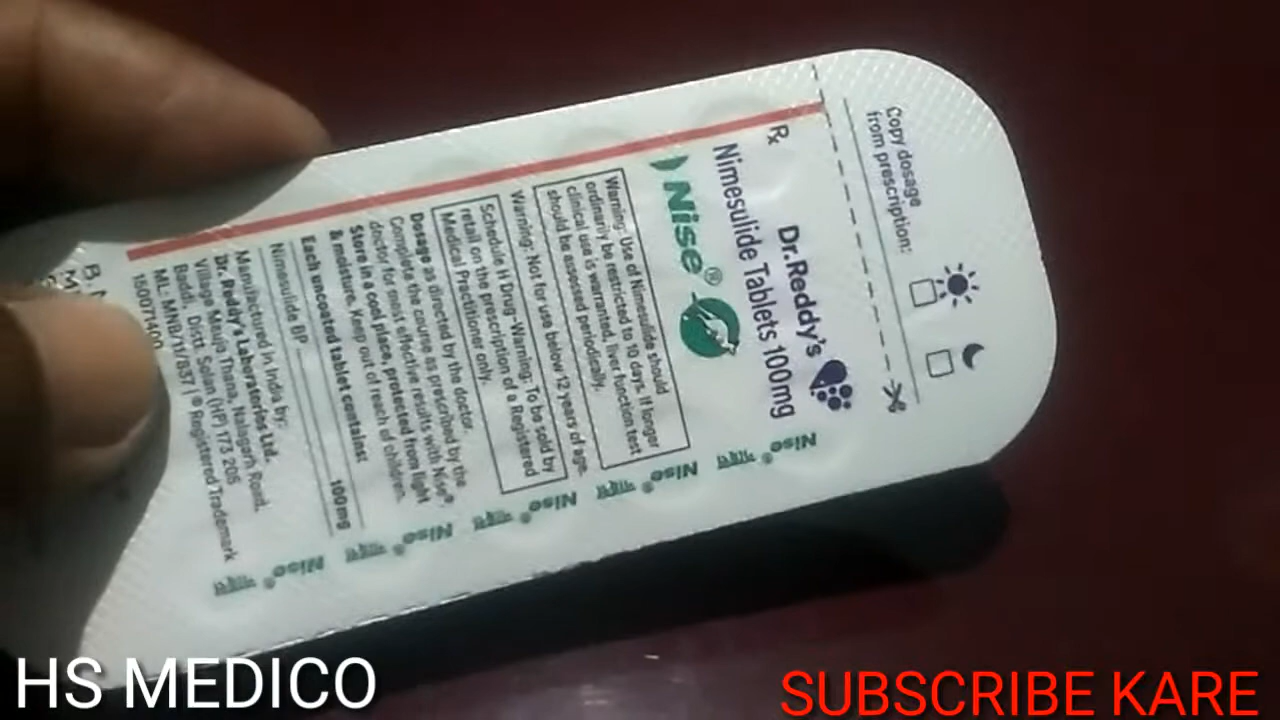 Copy dosage
from prescription:
Dr.Reddy's
Rx
Nimesulide Tablets 100mg
Nise®
Warning: Use of Nimesulide should
ordinarily be restricted to 10 days. If longer
clinical use is warranted, liver function test
should be assessed periodically.
Warning: Not for use below 12 years of age.
Schedule H Drug -Warning: To be sold by
retail on the prescription of a Registered
Medical Practitioner only.
Dosage as directed by the doctor.
Complete the course as prescribed by the
doctor for most effective results with Nise®.
Store in a cool place, protected from light
& moisture. Keep out of reach of children.
Each uncoated tablet contains:
Nimesulide BP 100mg
Manufactured in India by:
Dr. Reddy's Laboratories Ltd.
Village Mauja Thana, Nalagarh Road,
Baddi, Distt. Solan (HP) 173 205
ML: MNB/11/837 | ® Registered Trademark
150071400
Nise® नाइस
Nise® नाइस
Nise® नाइस
Nise® नाइस
Nise® नाइस
HS MEDICO
SUBSCRIBE KARE